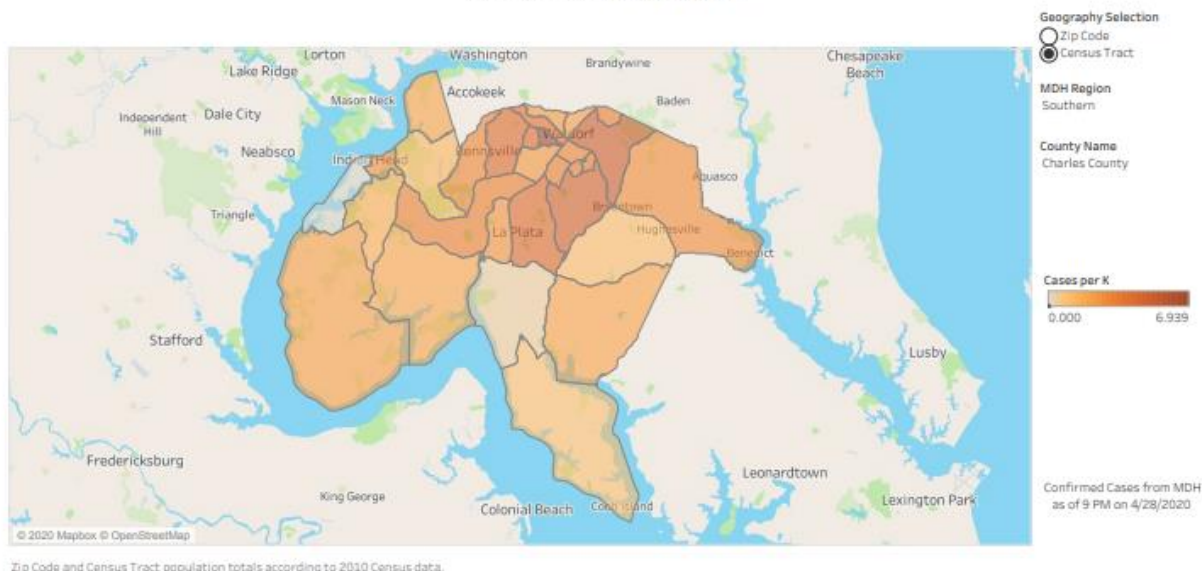 Geography Selection
Zip Code
Census Tract
MDH Region
Southern
County Name
Charles County
Cases per K
0.000
6.939
Confirmed Cases from MDH
as of 9 PM on 4/28/2020
Lorton
Washington
Chesapeake
Beach
Lake Ridge
Brandywine
Mason Neck
Accokeek
Baden
Independent
Hill
Dale City
Waldorf
Neabsco
Indian Head
Bennsville
Aquasco
Triangle
Bryantown
La Plata
Hughesville
Benedict
Stafford
Lusby
Fredericksburg
Leonardtown
King George
Colonial Beach
Cobb Island
Lexington Park
© 2020 Mapbox © OpenStreetMap
Zip Code and Census Tract population totals according to 2010 Census data.